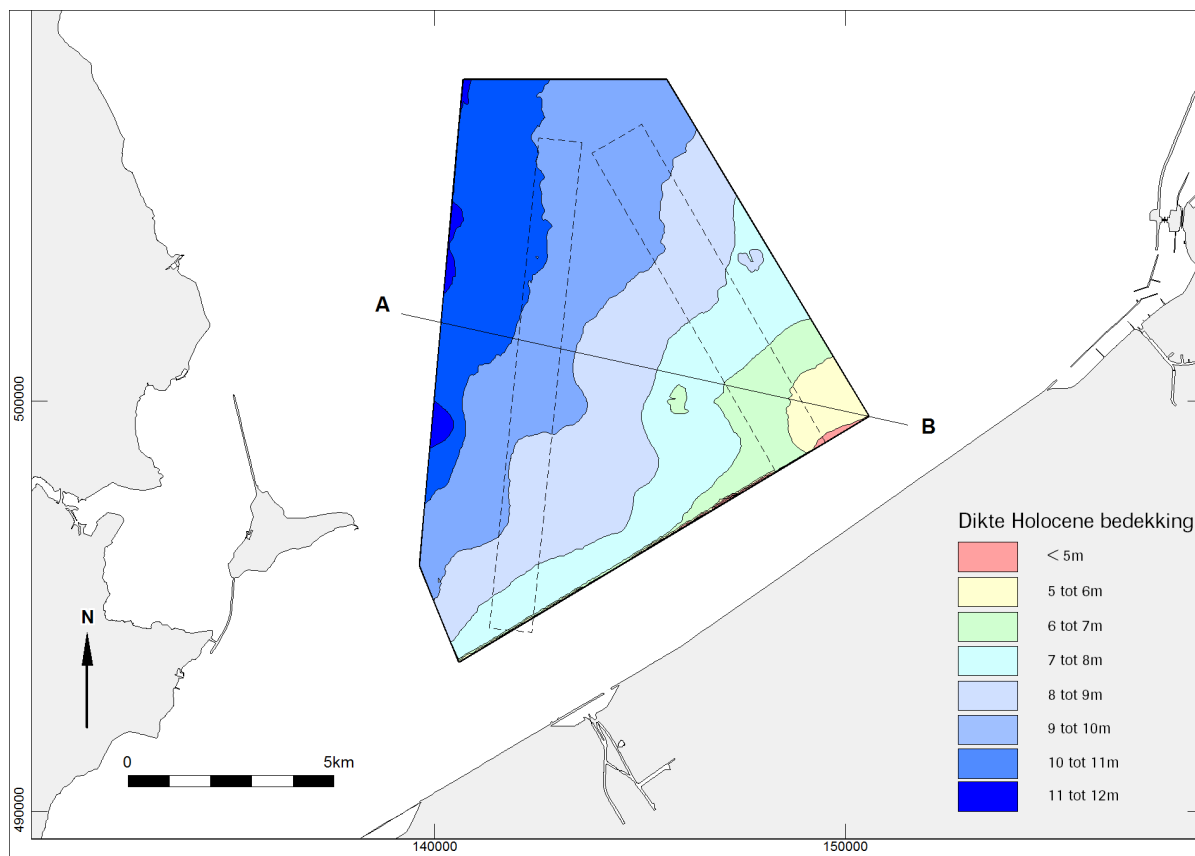 A
B
500000
490000
N
0 5km
140000 150000
Dikte Holocene bedekking
< 5m
5 tot 6m
6 tot 7m
7 tot 8m
8 tot 9m
9 tot 10m
10 tot 11m
11 tot 12m